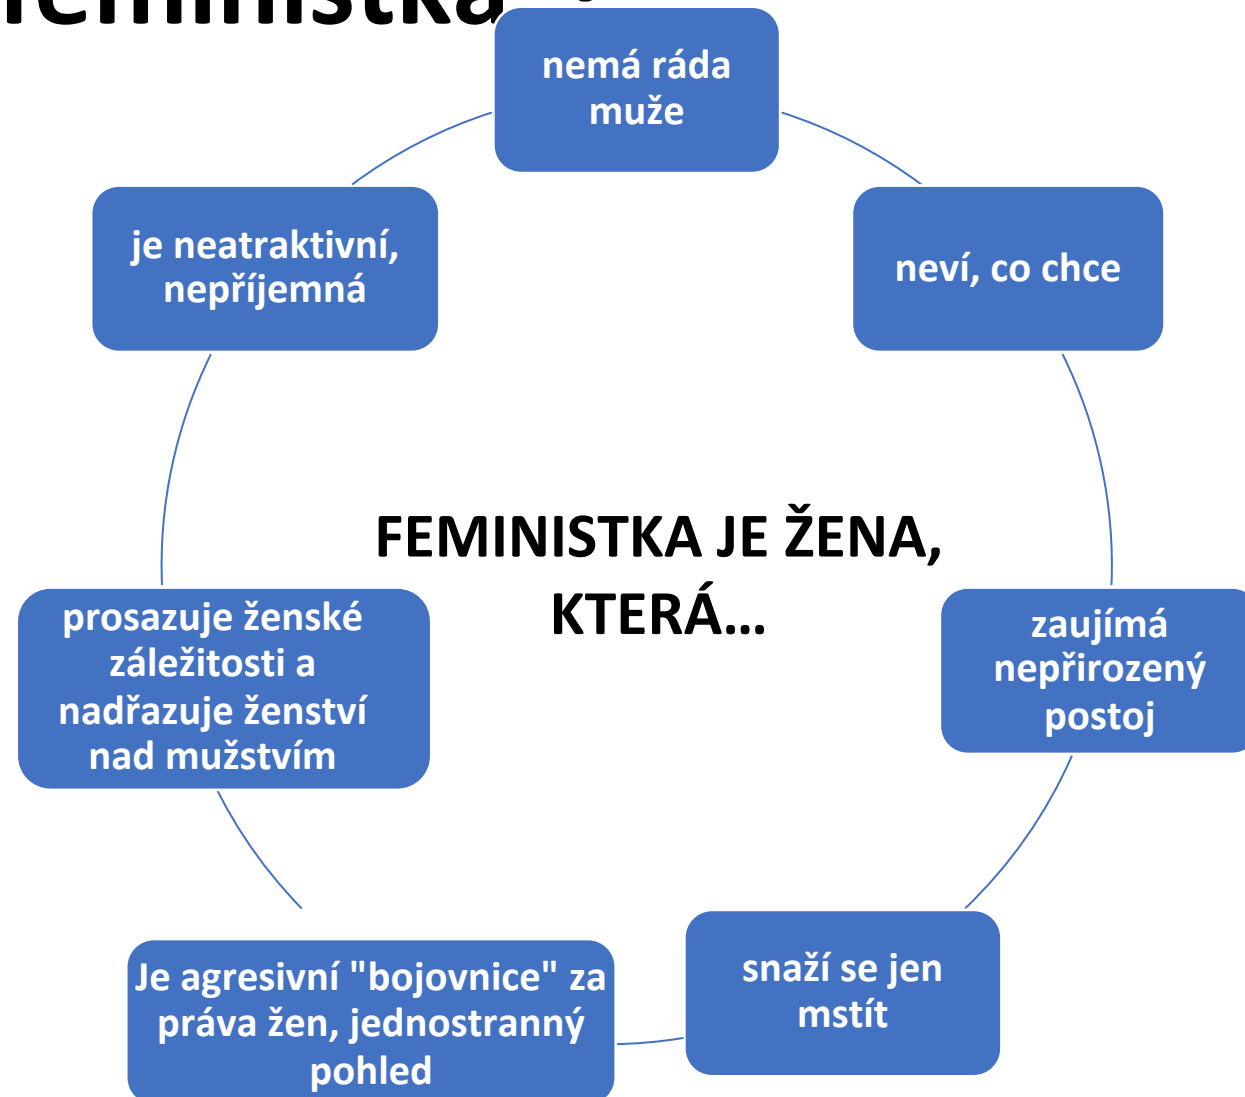 feministka
nemá ráda
muže
je neatraktivní,
nepříjemná
neví, co chce
FEMINISTKA JE ŽENA,
KTERÁ...
prosazuje ženské
záležitosti a
nadřazuje ženství
nad mužstvím
zaujímá
nepřirozený
postoj
snaží se jen
mstít
Je agresivní "bojovnice" za
práva žen, jednostranný
pohled